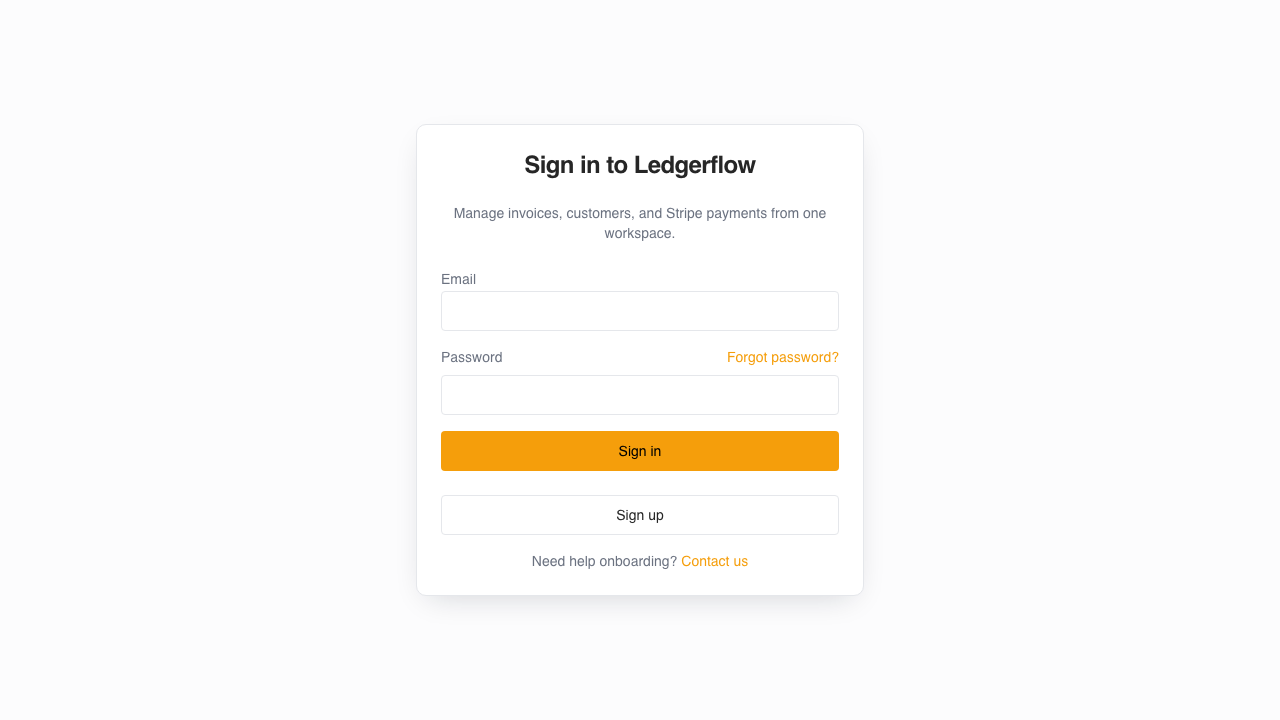 Sign in to Ledgerflow
Manage invoices, customers, and Stripe payments from one
workspace.
Email
Password
Forgot password?
Sign in
Sign up
Need help onboarding? Contact us